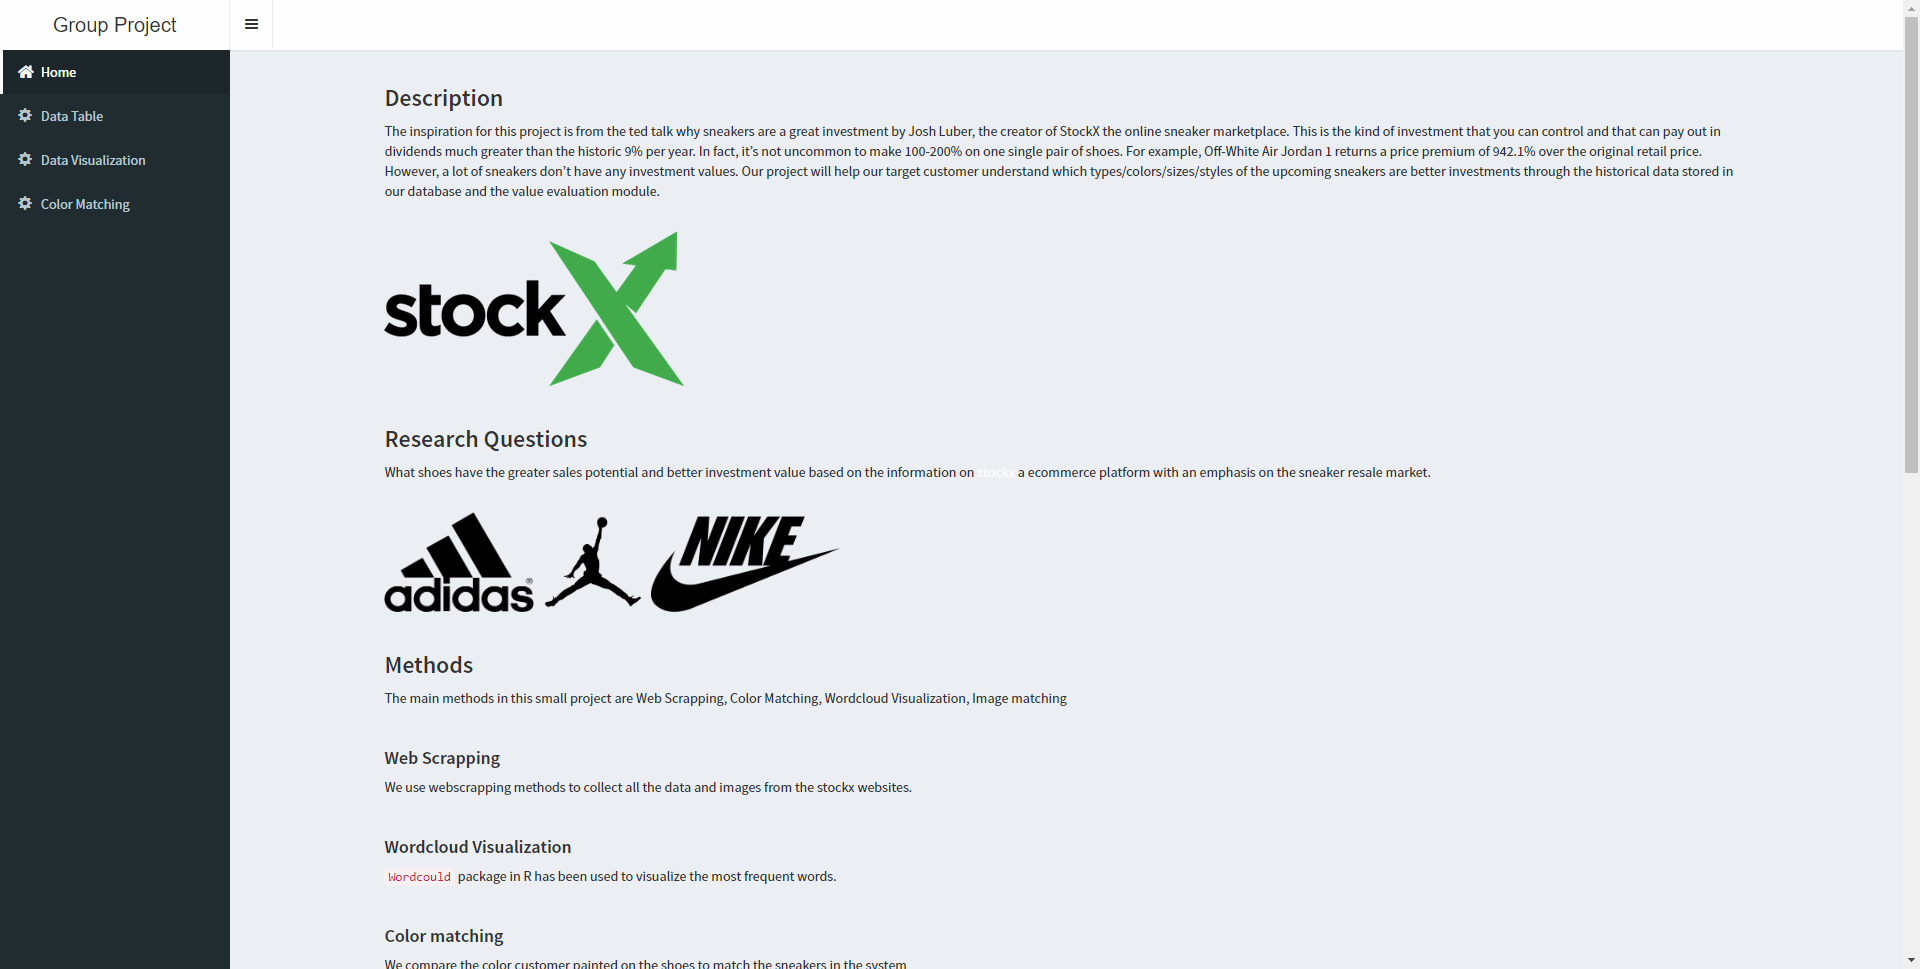 Group Project
Home
Data Table
Data Visualization
Color Matching
Description
The inspiration for this project is from the ted talk why sneakers are a great investment by Josh Luber, the creator of StockX the online sneaker marketplace. This is the kind of investment that you can control and that can pay out in
dividends much greater than the historic 9% per year. In fact, it’s not uncommon to make 100-200% on one single pair of shoes. For example, Off-White Air Jordan 1 returns a price premium of 942.1% over the original retail price.
However, a lot of sneakers don’t have any investment values. Our project will help our target customer understand which types/colors/sizes/styles of the upcoming sneakers are better investments through the historical data stored in
our database and the value evaluation module.
stockX
Research Questions
What shoes have the greater sales potential and better investment value based on the information on stockx a ecommerce platform with an emphasis on the sneaker resale market.
adidas®
NIKE
Methods
The main methods in this small project are Web Scrapping, Color Matching, Wordcloud Visualization, Image matching
Web Scrapping
We use webscrapping methods to collect all the data and images from the stockx websites.
Wordcloud Visualization
Wordcould package in R has been used to visualize the most frequent words.
Color matching
We compare the color customer painted on the shoes to match the sneakers in the system